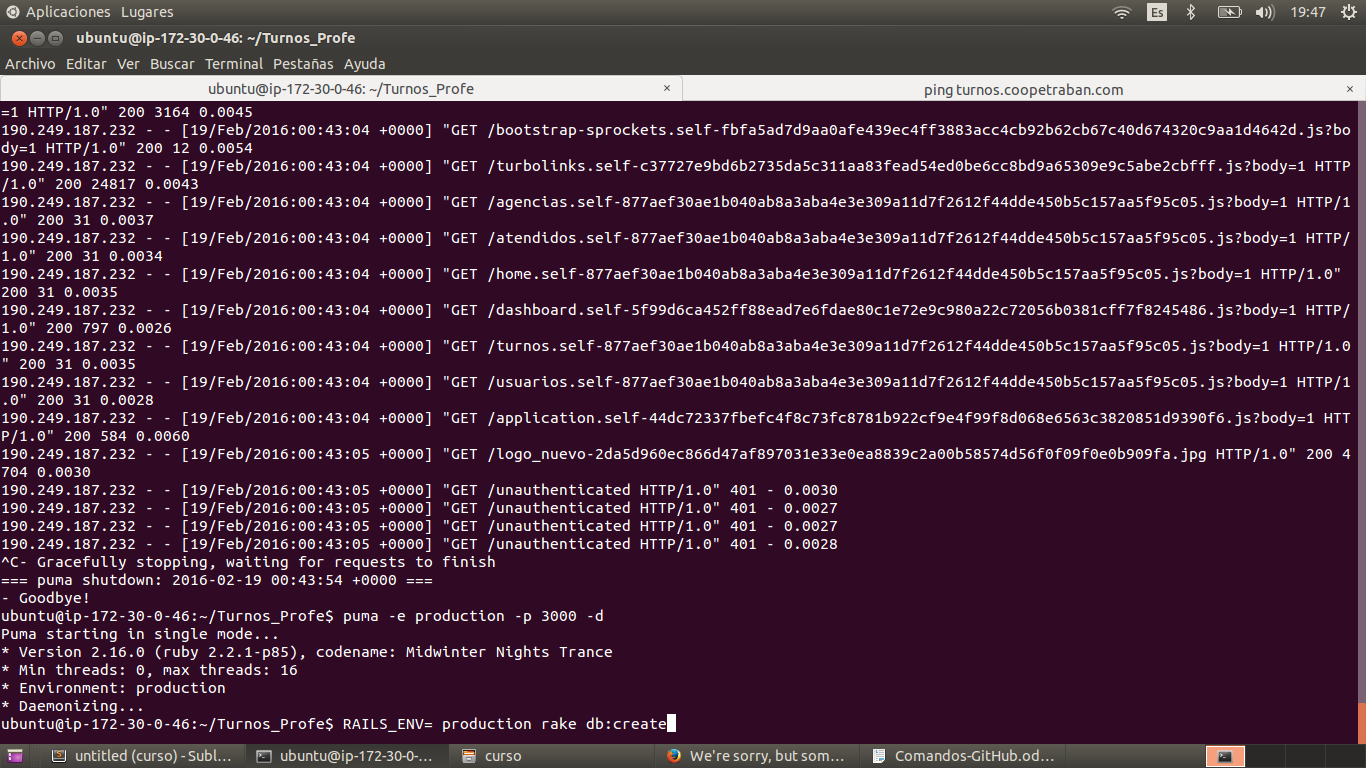 Aplicaciones Lugares
Es
19:47
ubuntu@ip-172-30-0-46: ~/Turnos_Profe
Archivo Editar Ver Buscar Terminal Pestañas Ayuda
ubuntu@ip-172-30-0-46: ~/Turnos_Profe ×
ping turnos.coopetraban.com ×
=1 HTTP/1.0" 200 3164 0.0045
190.249.187.232 - - [19/Feb/2016:00:43:04 +0000] "GET /bootstrap-sprockets.self-fbfa5ad7d9aa0afe439ec4ff3883acc4cb92b62cb67c40d674320c9aa1d4642d.js?bo
dy=1 HTTP/1.0" 200 12 0.0054
190.249.187.232 - - [19/Feb/2016:00:43:04 +0000] "GET /turbolinks.self-c37727e9bd6b2735da5c311aa83fead54ed0be6cc8bd9a65309e9c5abe2cbfff.js?body=1 HTTP
/1.0" 200 24817 0.0043
190.249.187.232 - - [19/Feb/2016:00:43:04 +0000] "GET /agencias.self-877aef30ae1b040ab8a3aba4e3e309a11d7f2612f44dde450b5c157aa5f95c05.js?body=1 HTTP/1
.0" 200 31 0.0037
190.249.187.232 - - [19/Feb/2016:00:43:04 +0000] "GET /atendidos.self-877aef30ae1b040ab8a3aba4e3e309a11d7f2612f44dde450b5c157aa5f95c05.js?body=1 HTTP/
1.0" 200 31 0.0034
190.249.187.232 - - [19/Feb/2016:00:43:04 +0000] "GET /home.self-877aef30ae1b040ab8a3aba4e3e309a11d7f2612f44dde450b5c157aa5f95c05.js?body=1 HTTP/1.0"
200 31 0.0035
190.249.187.232 - - [19/Feb/2016:00:43:04 +0000] "GET /dashboard.self-5f99d6ca452ff88ead7e6fdae80c1e72e9c980a22c72056b0381cff7f8245486.js?body=1 HTTP/
1.0" 200 797 0.0026
190.249.187.232 - - [19/Feb/2016:00:43:04 +0000] "GET /turnos.self-877aef30ae1b040ab8a3aba4e3e309a11d7f2612f44dde450b5c157aa5f95c05.js?body=1 HTTP/1.0
" 200 31 0.0035
190.249.187.232 - - [19/Feb/2016:00:43:04 +0000] "GET /usuarios.self-877aef30ae1b040ab8a3aba4e3e309a11d7f2612f44dde450b5c157aa5f95c05.js?body=1 HTTP/1
.0" 200 31 0.0028
190.249.187.232 - - [19/Feb/2016:00:43:04 +0000] "GET /application.self-44dc72337fbefc4f8c73fc8781b922cf9e4f99f8d068e6563c3820851d9390f6.js?body=1 HTT
P/1.0" 200 584 0.0060
190.249.187.232 - - [19/Feb/2016:00:43:05 +0000] "GET /logo_nuevo-2da5d960ec866d47af897031e33e0ea8839c2a00b58574d56f0f09f0e0b909fa.jpg HTTP/1.0" 200 4
704 0.0030
190.249.187.232 - - [19/Feb/2016:00:43:05 +0000] "GET /unauthenticated HTTP/1.0" 401 - 0.0030
190.249.187.232 - - [19/Feb/2016:00:43:05 +0000] "GET /unauthenticated HTTP/1.0" 401 - 0.0027
190.249.187.232 - - [19/Feb/2016:00:43:05 +0000] "GET /unauthenticated HTTP/1.0" 401 - 0.0027
190.249.187.232 - - [19/Feb/2016:00:43:05 +0000] "GET /unauthenticated HTTP/1.0" 401 - 0.0028
^C- Gracefully stopping, waiting for requests to finish
=== puma shutdown: 2016-02-19 00:43:54 +0000 ===
- Goodbye!
ubuntu@ip-172-30-0-46:~/Turnos_Profe$ puma -e production -p 3000 -d
Puma starting in single mode...
* Version 2.16.0 (ruby 2.2.1-p85), codename: Midwinter Nights Trance
* Min threads: 0, max threads: 16
* Environment: production
* Daemonizing...
ubuntu@ip-172-30-0-46:~/Turnos_Profe$ RAILS_ENV= production rake db:create
untitled (curso) - Subl...
ubuntu@ip-172-30-0-...
curso
We're sorry, but som...
Comandos-GitHub.od...